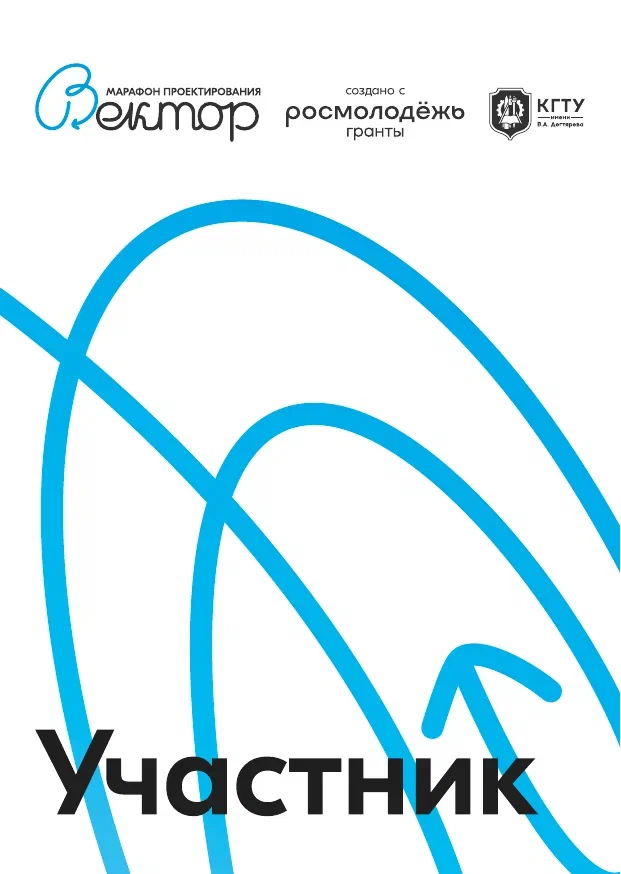 МАРАФОН ПРОЕКТИРОВАНИЯ
Вектор
создано с
росмолодёжь
гранты
КГТУ
имени
В.А. Дегтярева
Участник